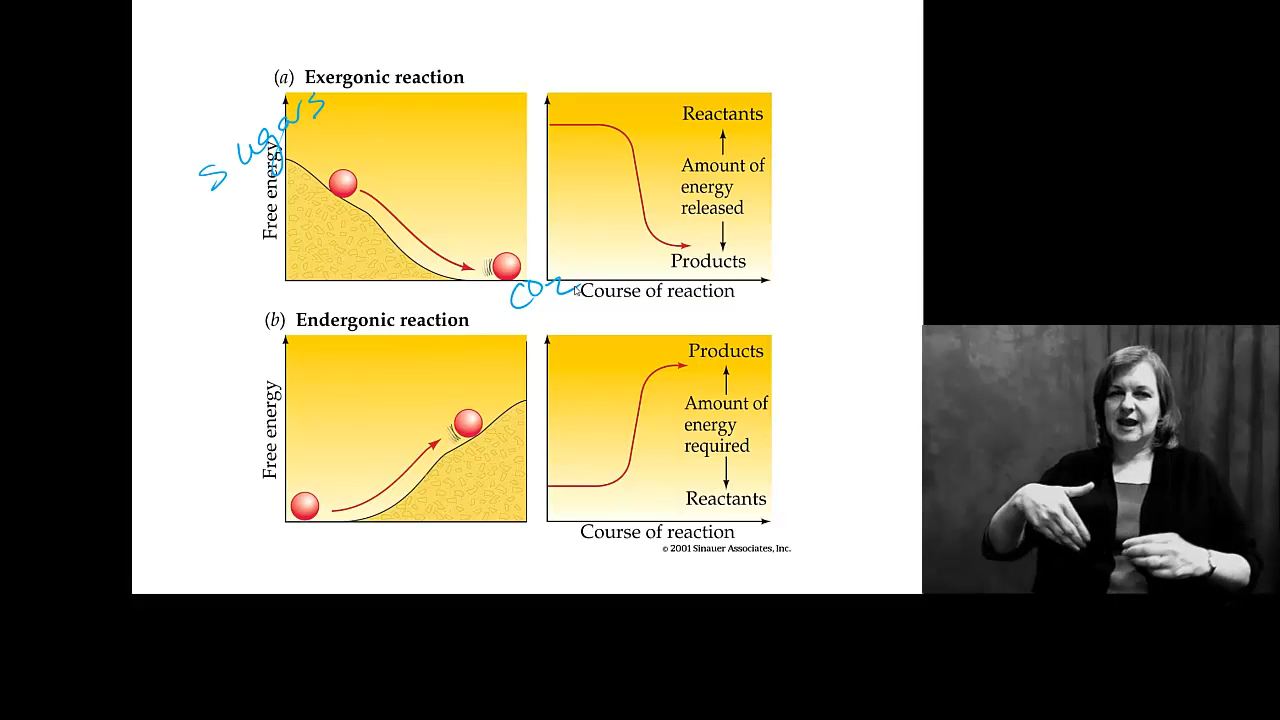 (a) Exergonic reaction
sugars
Free energy
CO2
Reactants
Amount of
energy
released
Products
Course of reaction
(b) Endergonic reaction
Free energy
Products
Amount of
energy
required
Reactants
Course of reaction
© 2001 Sinauer Associates, Inc.